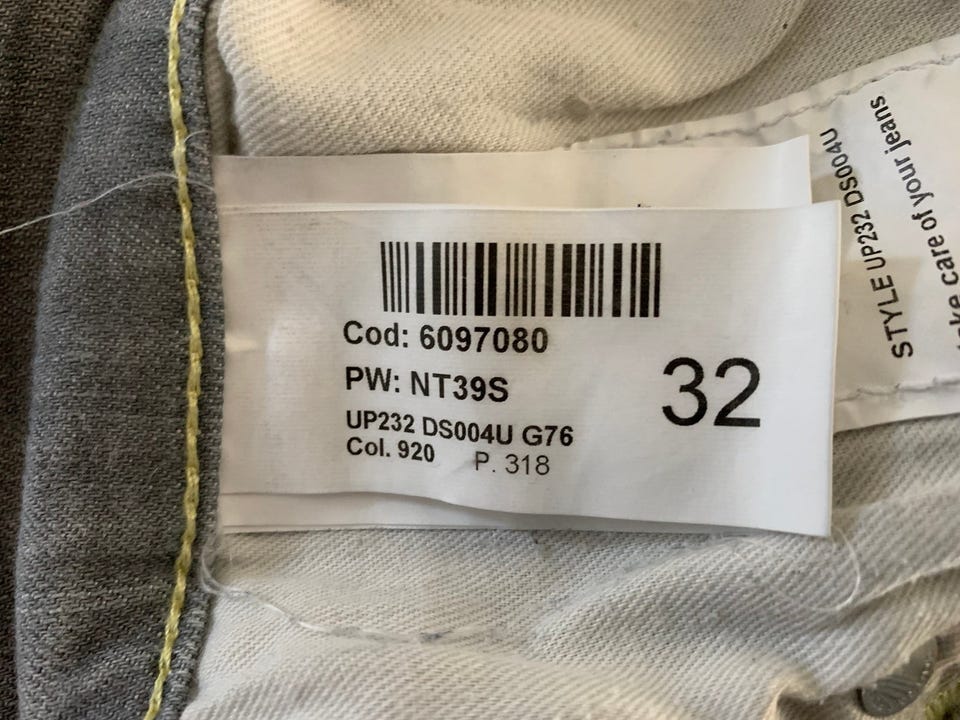 Cod: 6097080
PW: NT39S
UP232 DS004U G76
Col. 920 P. 318
32
STYLE UP232 DS004U
care of your jeans